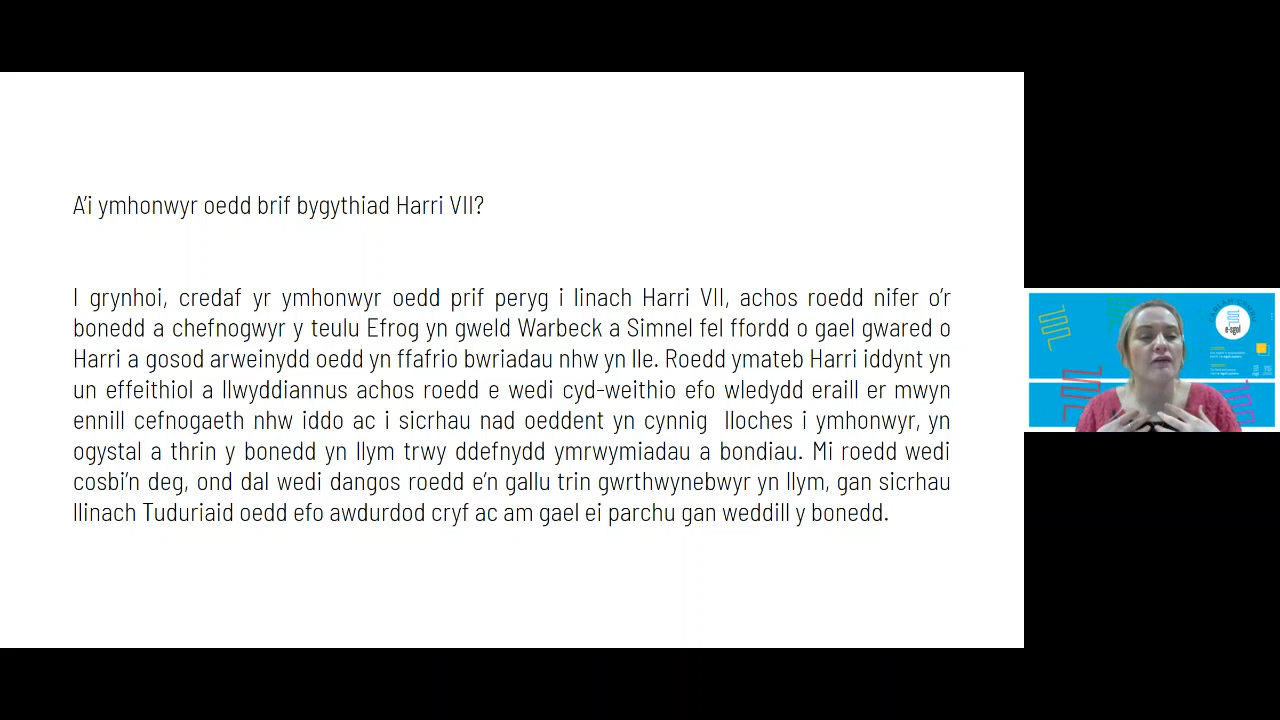 A'i ymhonwyr oedd brif bygythiad Harri VII?
I grynhoi, credaf yr ymhonwyr oedd prif peryg i linach Harri VII, achos roedd nifer o'r
bonedd a chefnogwyr y teulu Efrog yn gweld Warbeck a Simnel fel ffordd o gael gwared o
Harri a gosod arweinydd oedd yn ffafrio bwriadau nhw yn lle. Roedd ymateb Harri iddynt yn
un effeithiol a llwyddiannus achos roedd e wedi cyd-weithio efo wledydd eraill er mwyn
ennill cefnogaeth nhw iddo ac i sicrhau nad oeddent yn cynnig lloches i ymhonwyr, yn
ogystal a thrin y bonedd yn llym trwy ddefnydd ymrwymiadau a bondiau. Mi roedd wedi
cosbi'n deg, ond dal wedi dangos roedd e'n gallu trin gwrthwynebwyr yn llym, gan sicrhau
llinach Tuduriaid oedd efo awdurdod cryf ac am gael ei parchu gan weddill y bonedd.
e-sgol